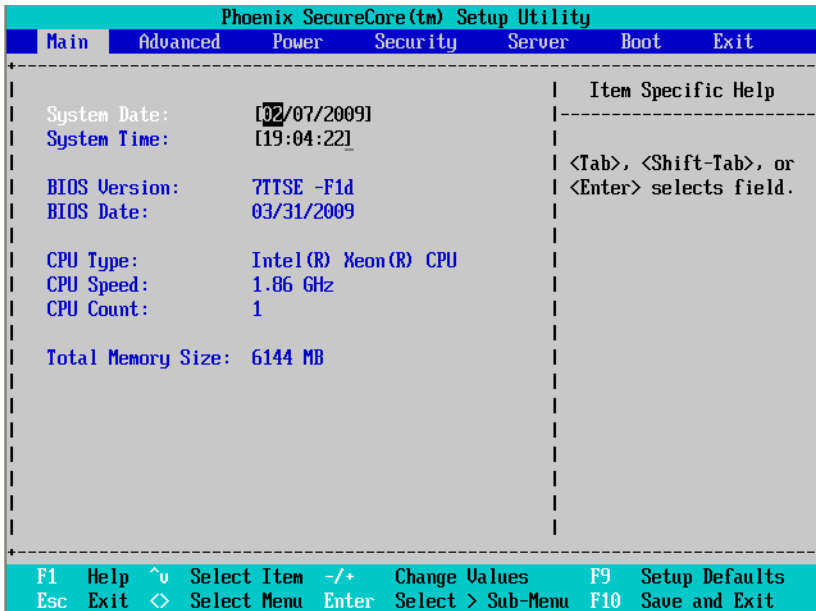 Phoenix SecureCore(tm) Setup Utility
Main Advanced Power Security Server Boot Exit
Item Specific Help
System Date: [02/07/2009]
System Time: [19:04:22]
<Tab>, <Shift-Tab>, or
<Enter> selects field.
BIOS Version: 7TTSE -F1d
BIOS Date: 03/31/2009
CPU Type: Intel(R) Xeon(R) CPU
CPU Speed: 1.86 GHz
CPU Count: 1
Total Memory Size: 6144 MB
F1 Help ^v Select Item -/+ Change Values F9 Setup Defaults
Esc Exit <> Select Menu Enter Select > Sub-Menu F10 Save and Exit